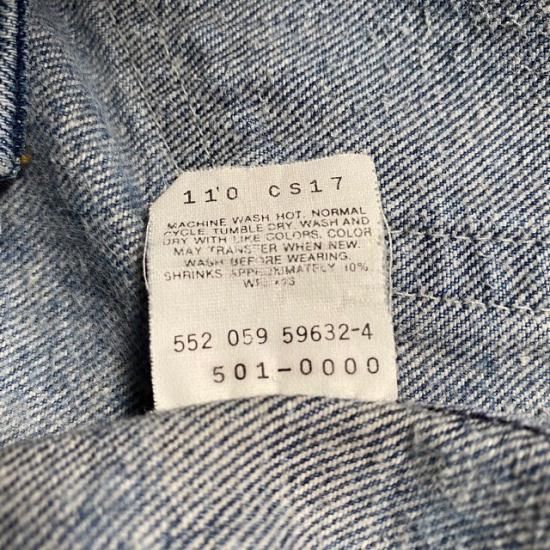 110 CS17
MACHINE WASH HOT, NORMAL
CYCLE. TUMBLE DRY. WASH AND
DRY WITH LIKE COLORS. COLOR
MAY TRANSFER WHEN NEW.
WASH BEFORE WEARING.
SHRINKS APPROXIMATELY 10%.
552 059 59632-4
501-0000